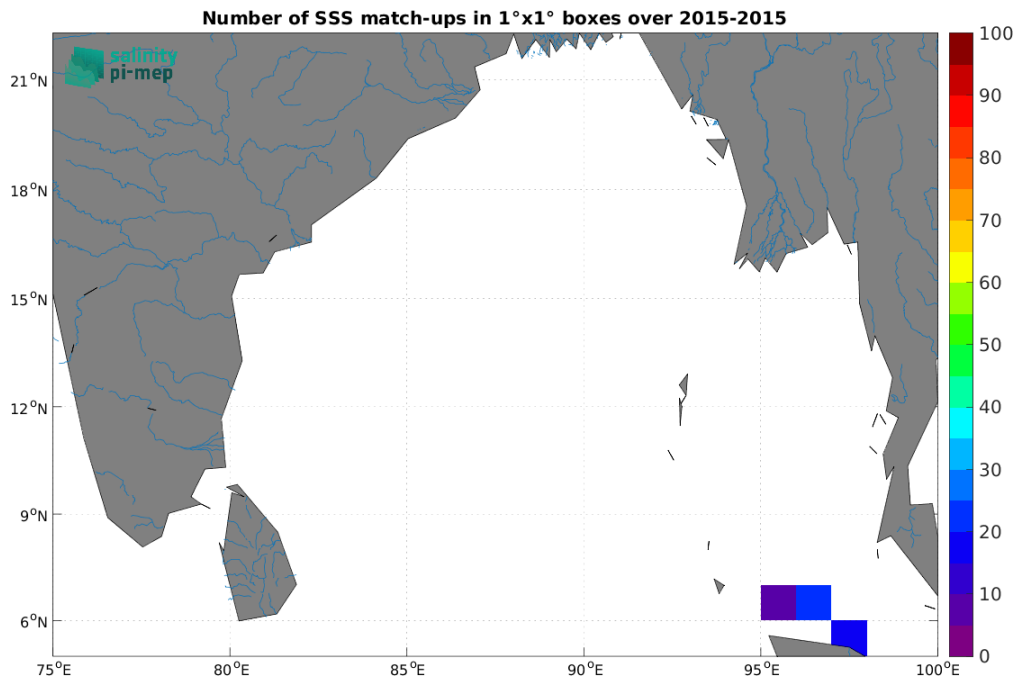 Number of SSS match-ups in 1°x1° boxes over 2015-2015
salinity
pi-mep
21°N
18°N
15°N
12°N
9°N
6°N
75°E 80°E 85°E 90°E 95°E 100°E
100
90
80
70
60
50
40
30
20
10
0